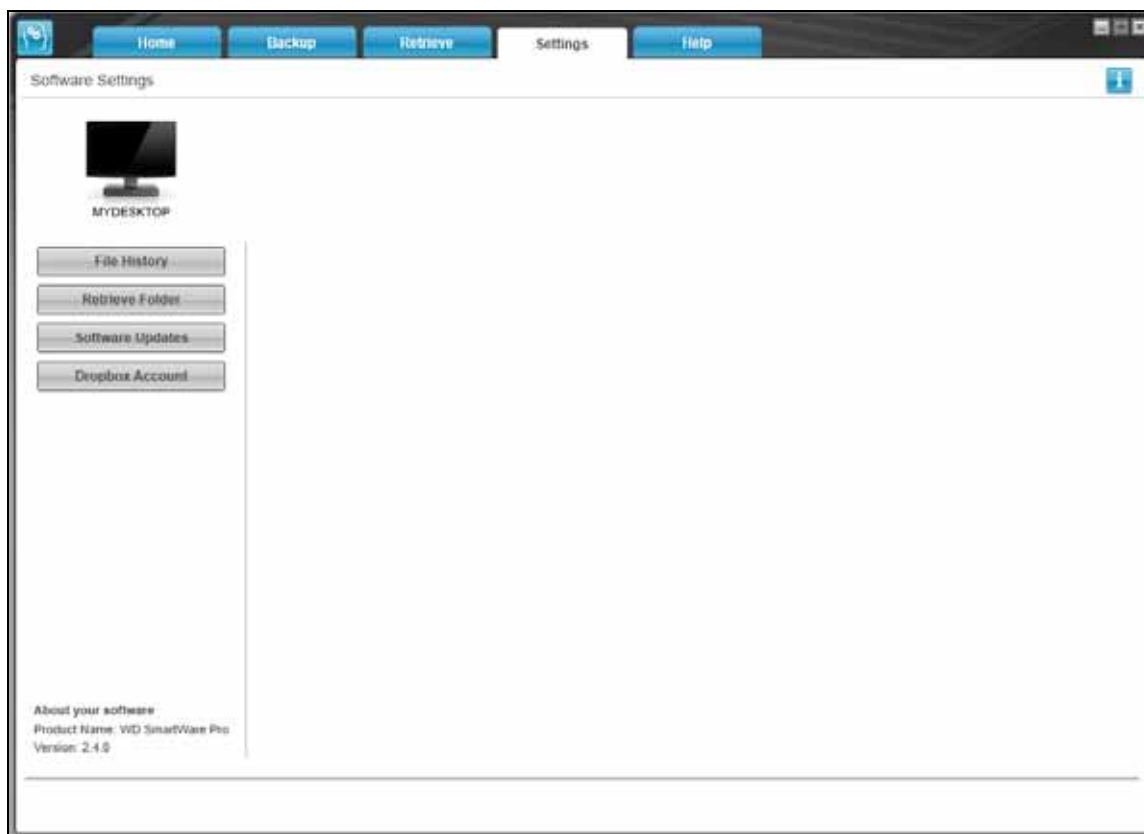 Home
Backup
Retrieve
Settings
Help
Software Settings
MYDESKTOP
File History
Retrieve Folder
Software Updates
Dropbox Account
About your software
Product Name: WD SmartWare Pro
Version: 2.4.0